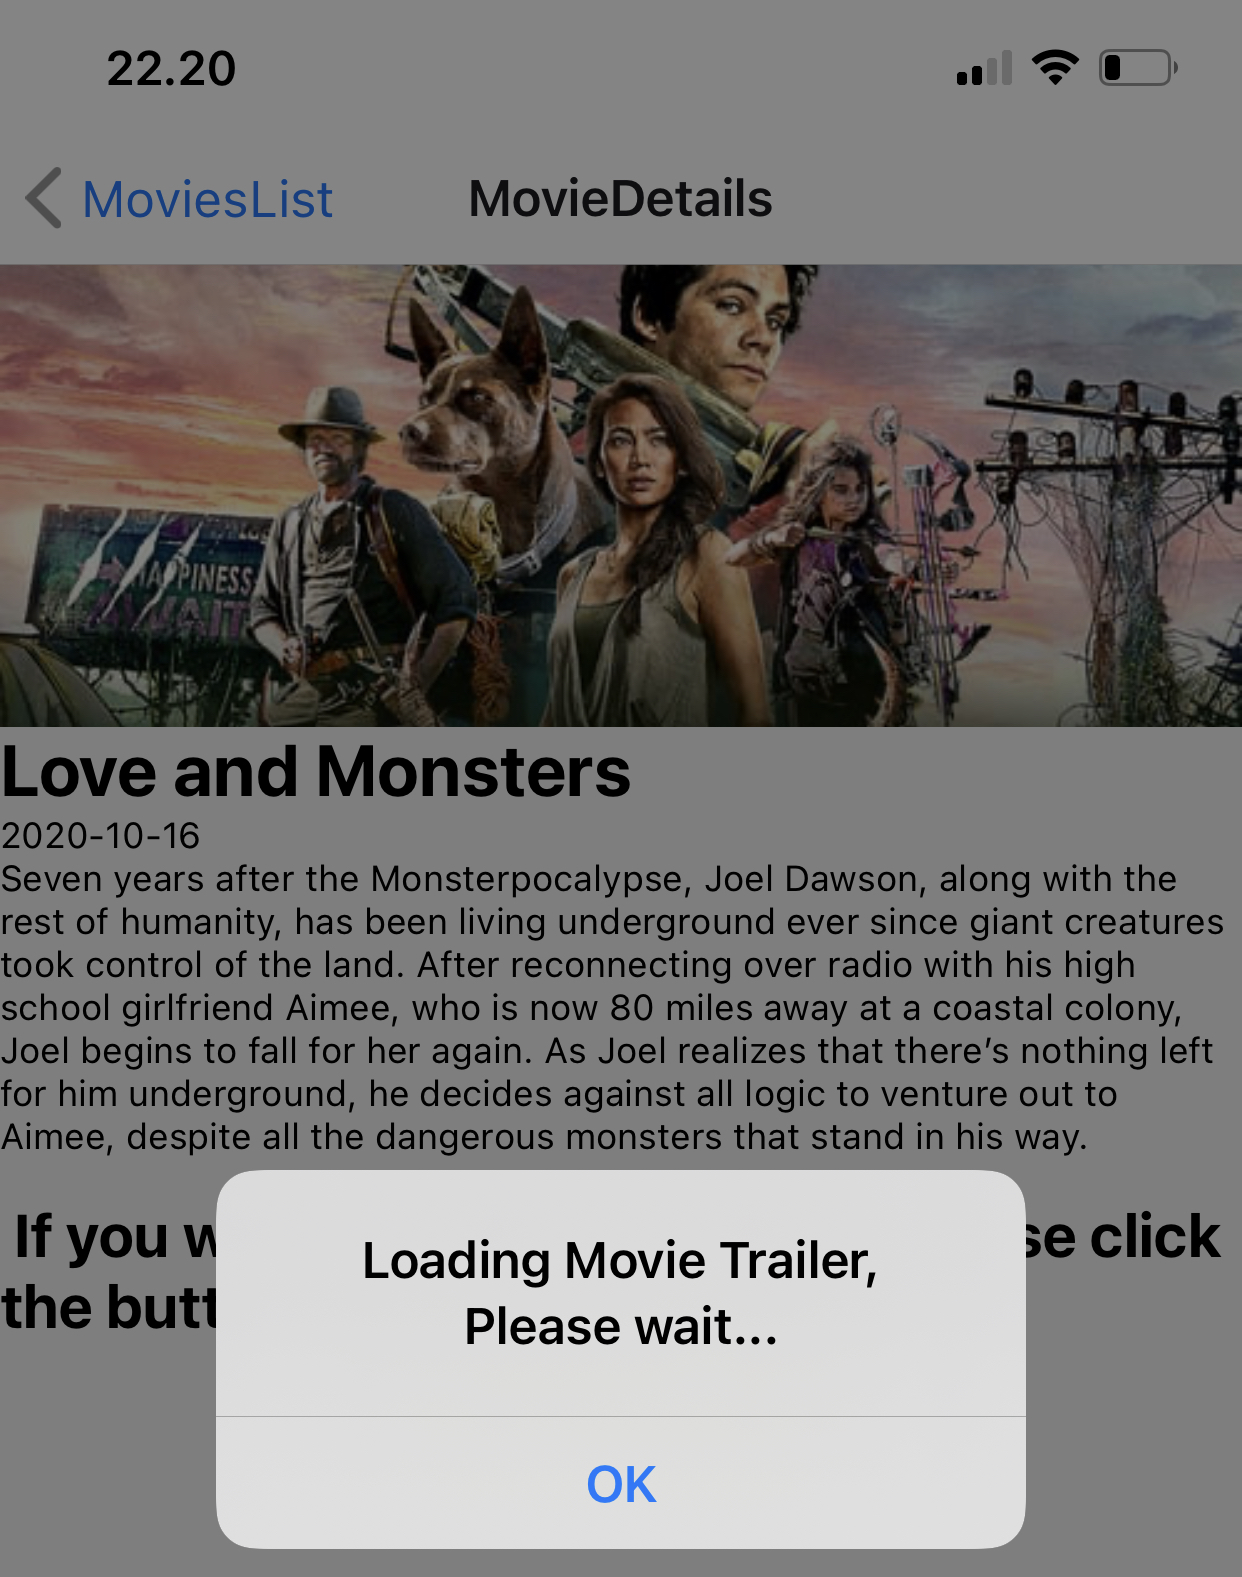 22.20
MoviesList
MovieDetails
HAPPINESS
AWAIT
Love and Monsters
2020-10-16
Seven years after the Monsterpocalypse, Joel Dawson, along with the
rest of humanity, has been living underground ever since giant creatures
took control of the land. After reconnecting over radio with his high
school girlfriend Aimee, who is now 80 miles away at a coastal colony,
Joel begins to fall for her again. As Joel realizes that there’s nothing left
for him underground, he decides against all logic to venture out to
Aimee, despite all the dangerous monsters that stand in his way.
If you click
the
Loading Movie Trailer,
Please wait...
OK